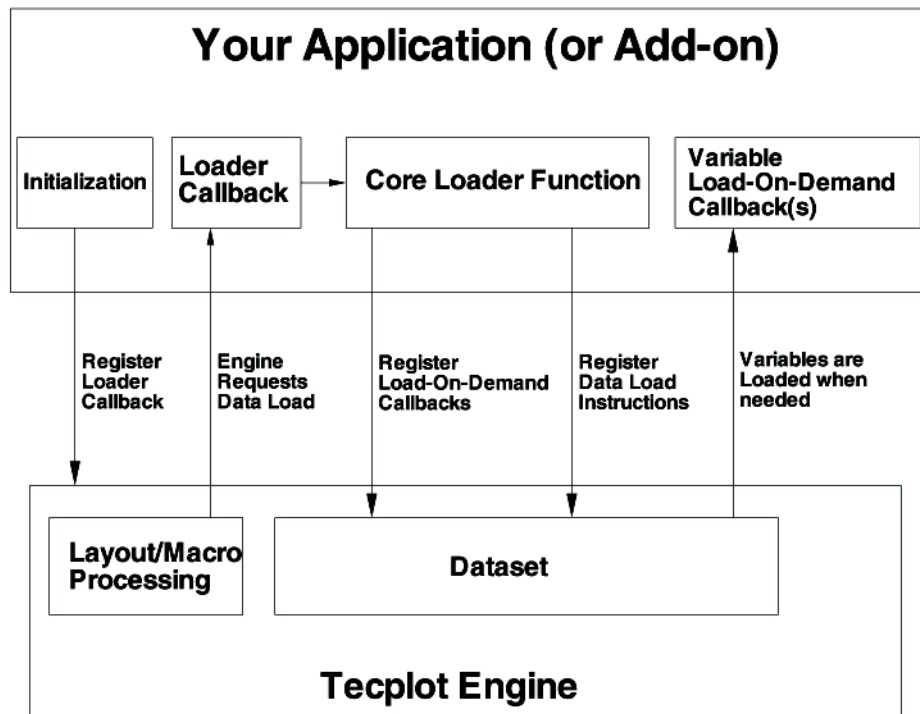 Your Application (or Add-on)
Initialization
Loader
Callback
Core Loader Function
Variable
Load-On-Demand
Callback(s)
Register
Loader
Callback
Engine
Requests
Data Load
Register
Load-On-Demand
Callbacks
Register
Data Load
Instructions
Variables are
Loaded when
needed
Layout/Macro
Processing
Dataset
Tecplot Engine